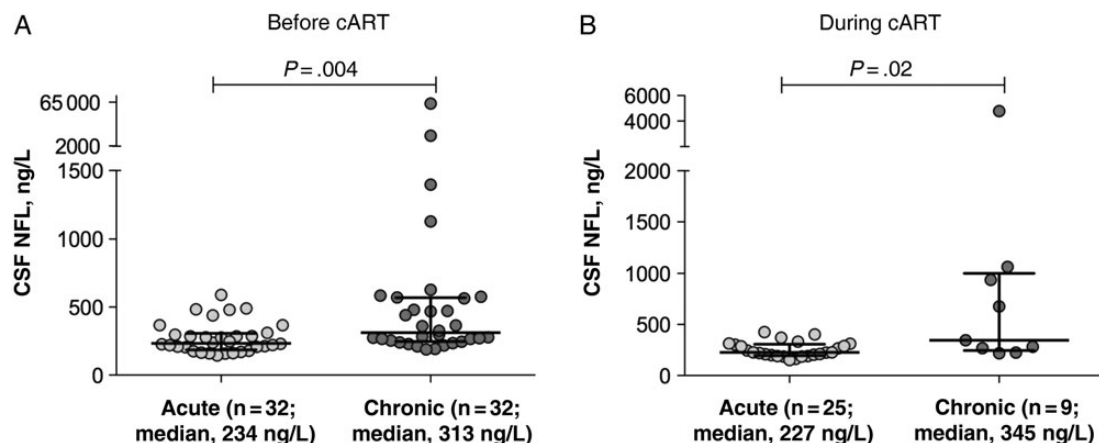 A
Before cART
P = .004
65 000
2000
1500
1000
500
0
CSF NFL, ng/L
Acute (n = 32;
median, 234 ng/L)
Chronic (n = 32;
median, 313 ng/L)
B
During cART
P = .02
6000
4000
2000
1000
500
0
CSF NFL, ng/L
Acute (n = 25;
median, 227 ng/L)
Chronic (n = 9;
median, 345 ng/L)